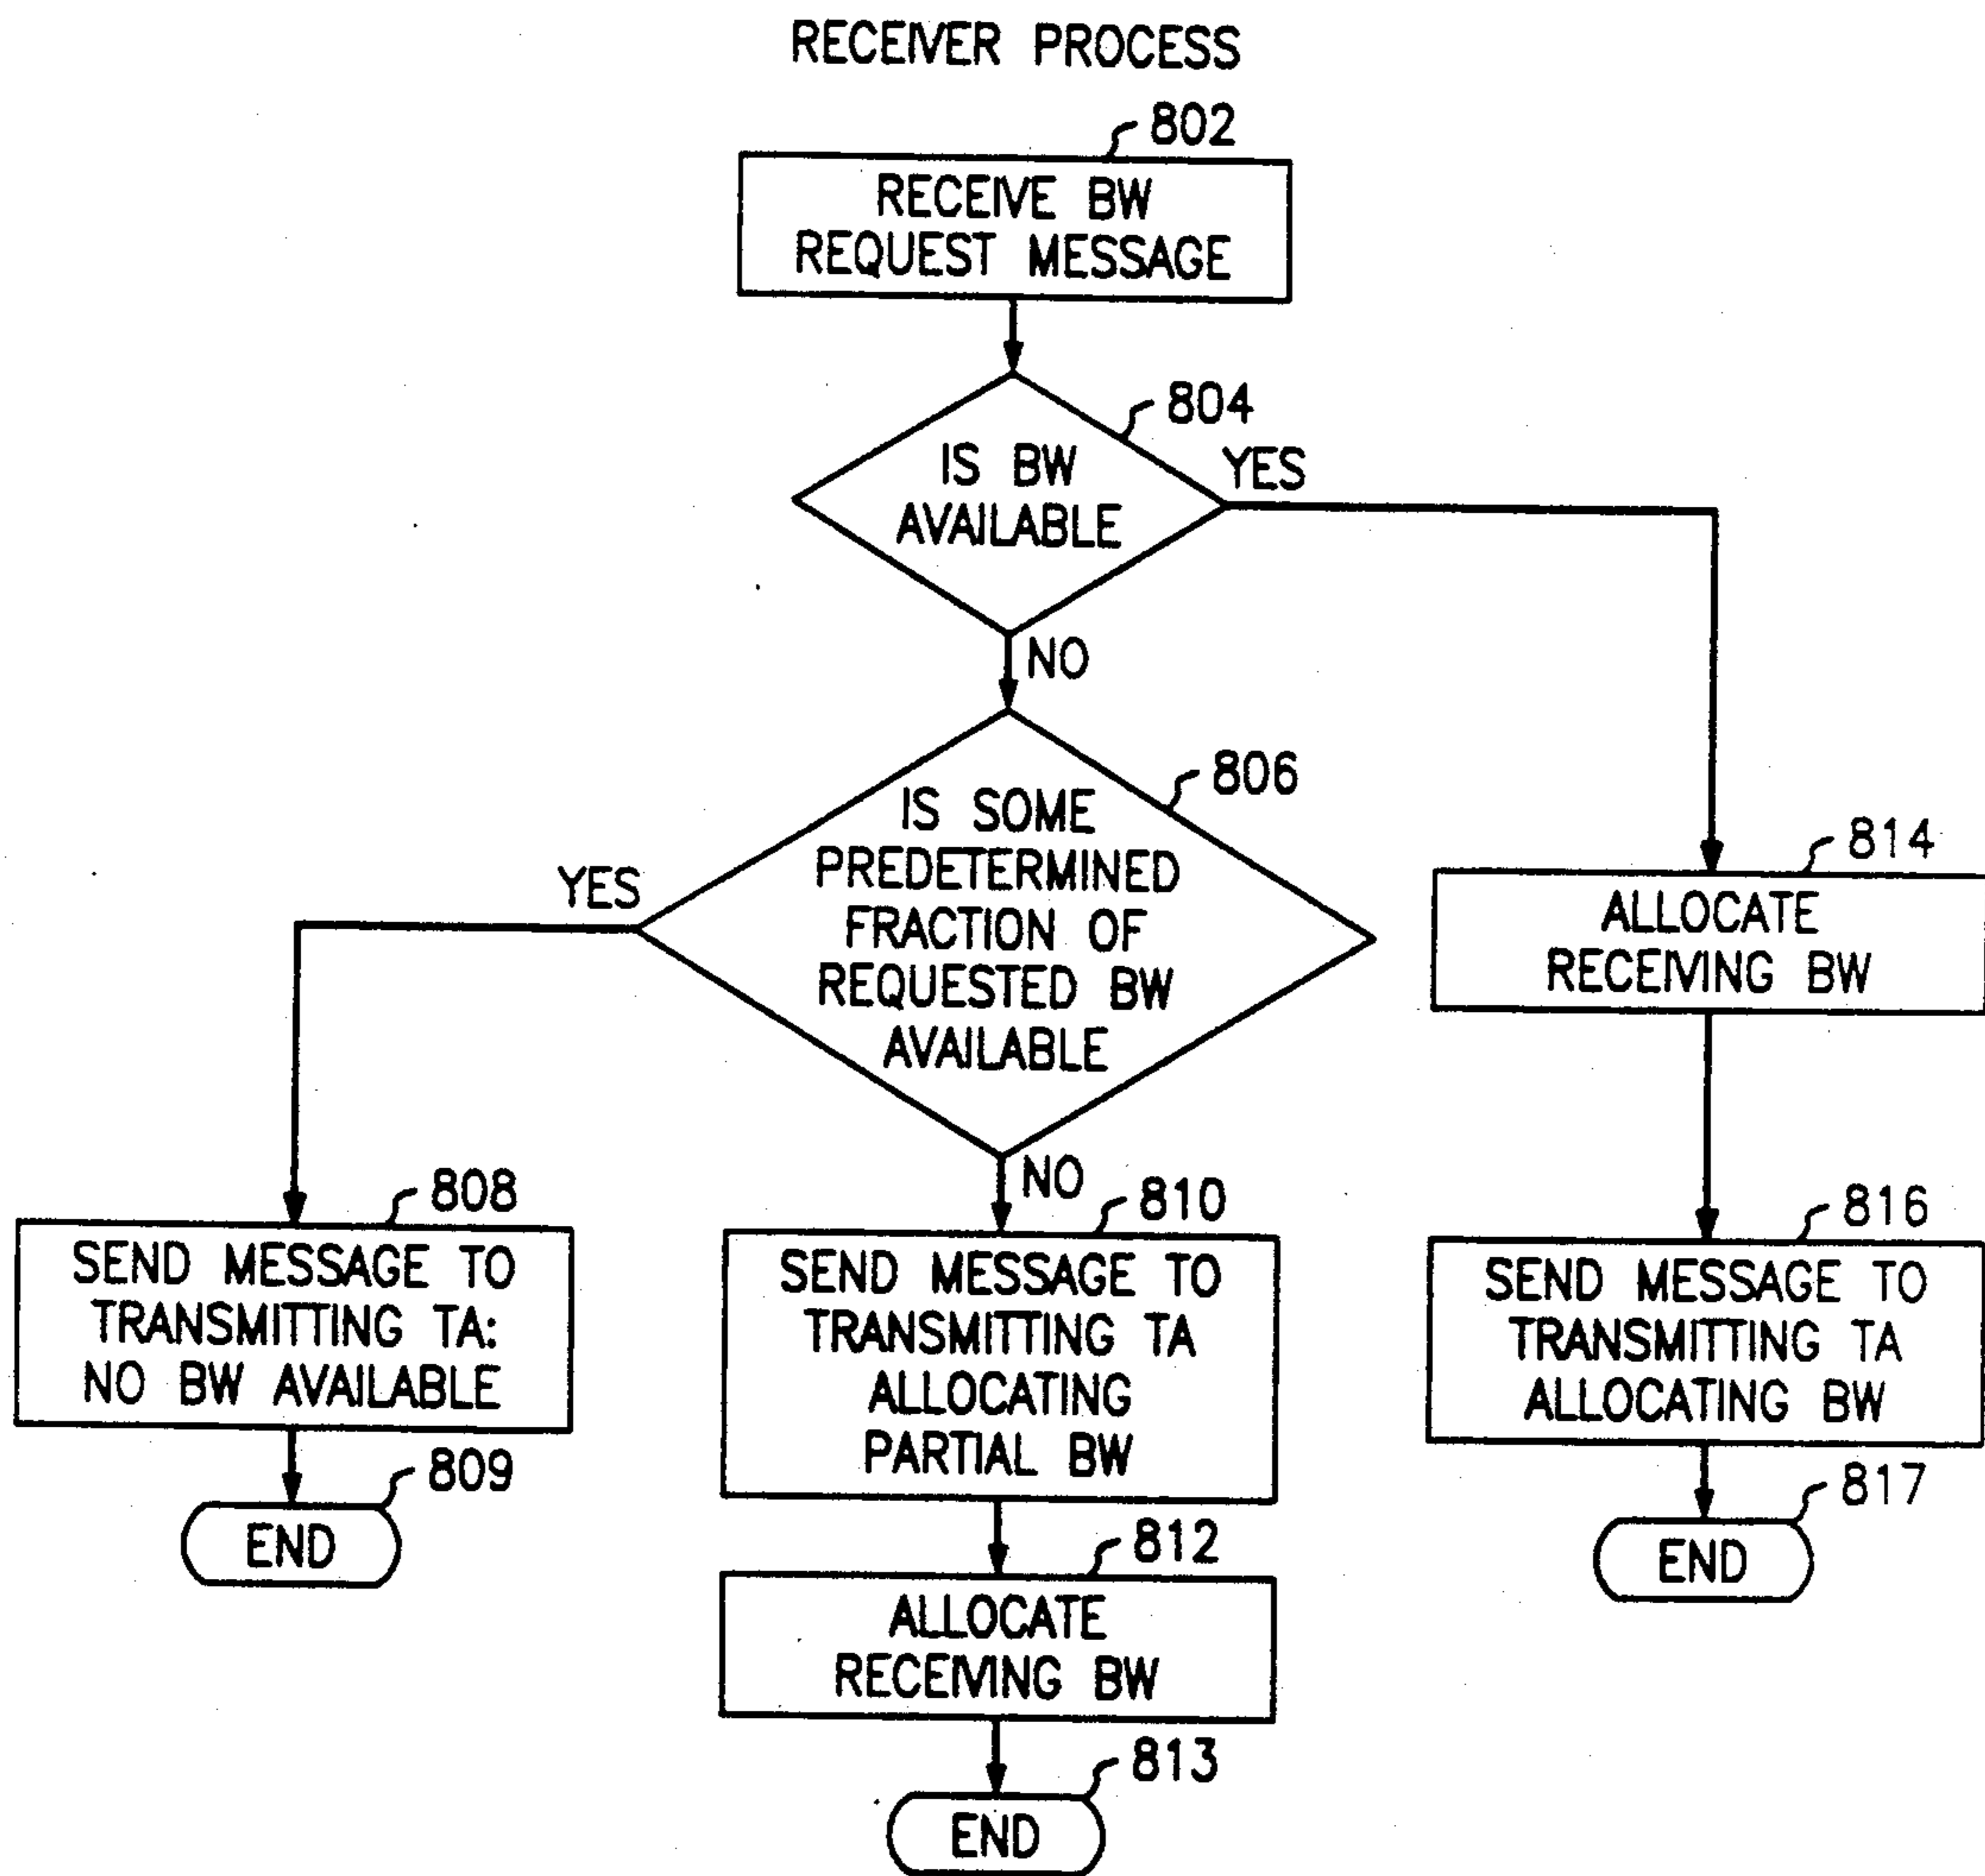 RECEIVER PROCESS
802
RECEIVE BW
REQUEST MESSAGE
804
IS BW
AVAILABLE
YES
NO
806
IS SOME
PREDETERMINED
FRACTION OF
REQUESTED BW
AVAILABLE
YES
NO
814
ALLOCATE
RECEIVING BW
808
SEND MESSAGE TO
TRANSMITTING TA:
NO BW AVAILABLE
809
END
810
SEND MESSAGE TO
TRANSMITTING TA
ALLOCATING
PARTIAL BW
812
ALLOCATE
RECEIVING BW
813
END
816
SEND MESSAGE TO
TRANSMITTING TA
ALLOCATING BW
817
END